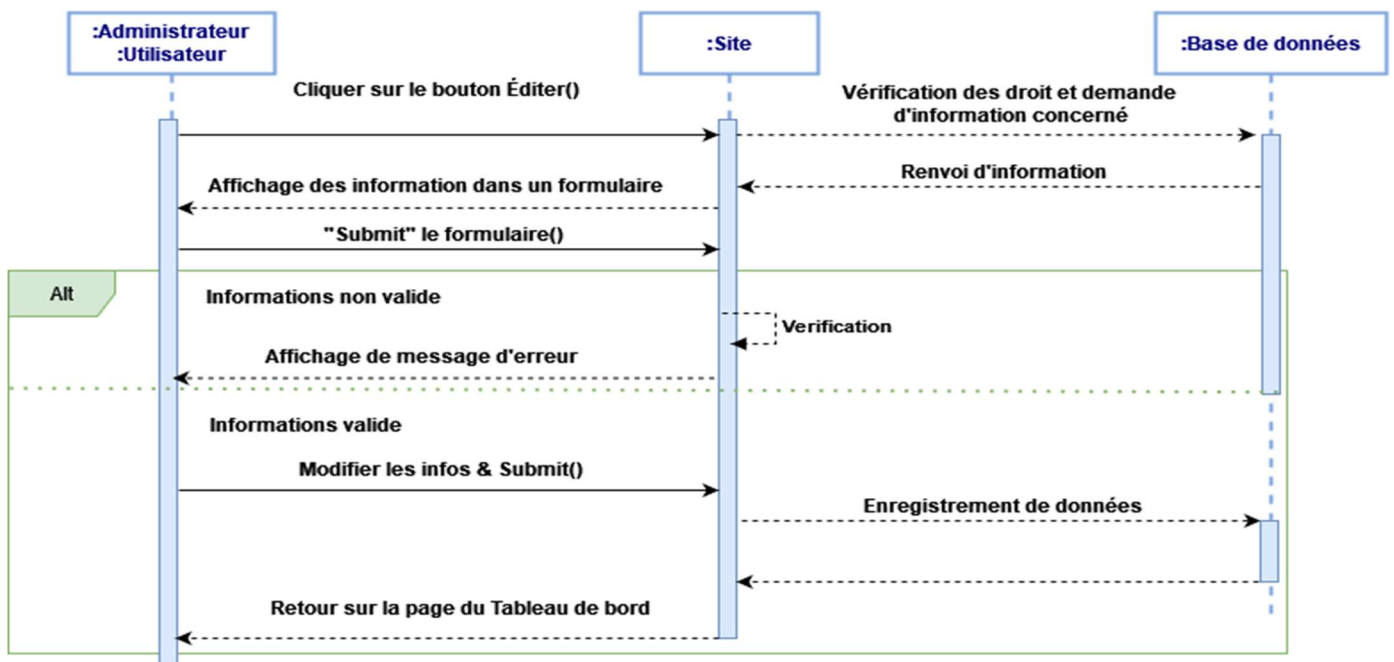 :Administrateur
:Utilisateur
:Site
:Base de données
Cliquer sur le bouton Éditer()
Vérification des droit et demande
d'information concerné
Renvoi d'information
Affichage des information dans un formulaire
"Submit" le formulaire()
Alt
Informations non valide
Verification
Affichage de message d'erreur
Informations valide
Modifier les infos & Submit()
Enregistrement de données
Retour sur la page du Tableau de bord